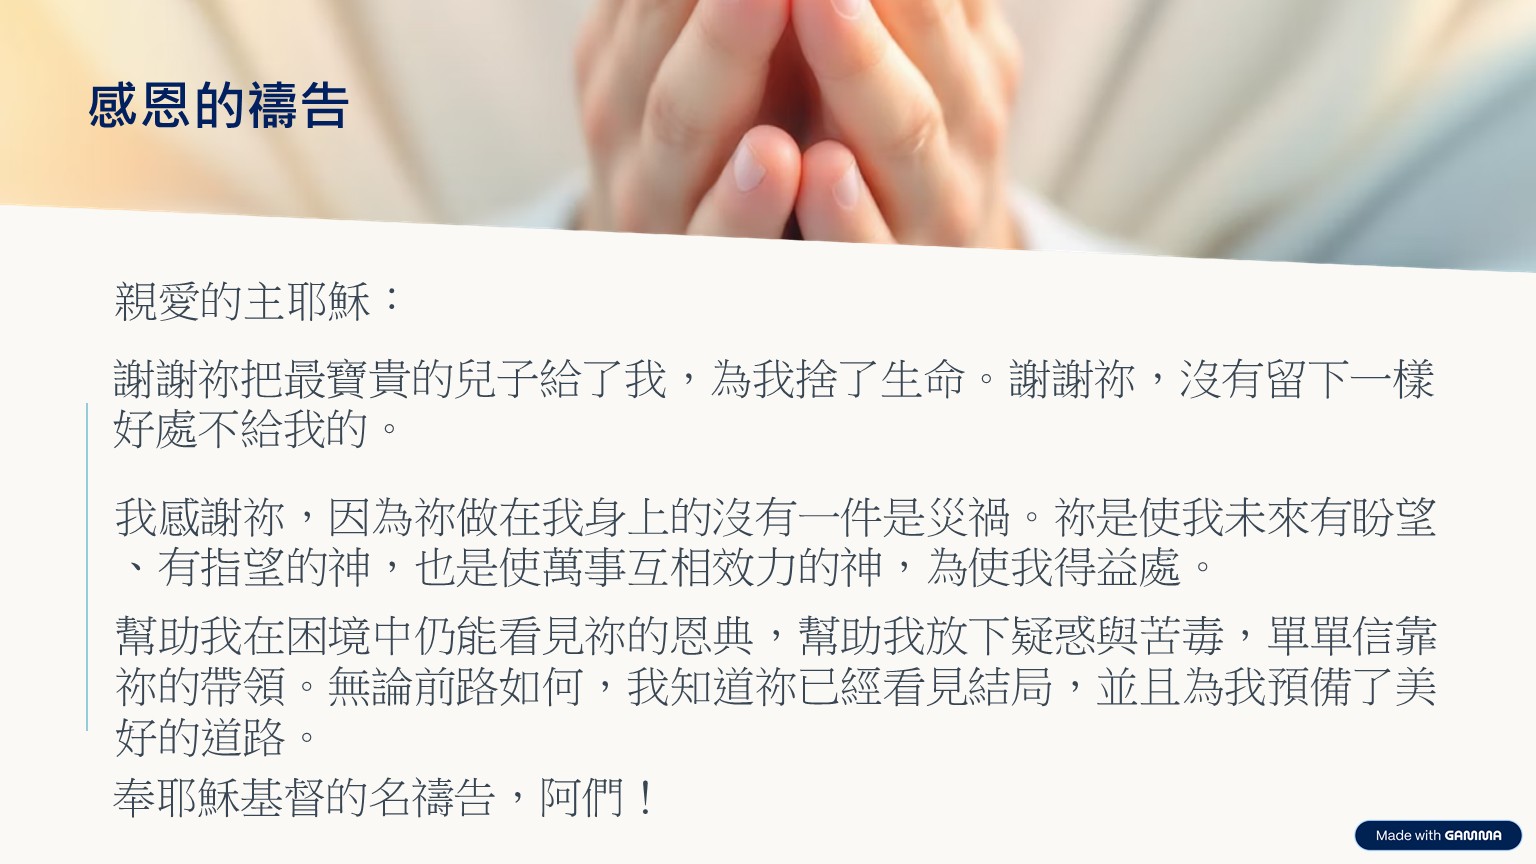 感恩的禱告
親愛的主耶穌：
謝謝祢把最寶貴的兒子給了我，為我捨了生命。謝謝祢，沒有留下一樣
好處不給我的。
我感謝祢，因為祢做在我身上的沒有一件是災禍。祢是使我未來有盼望
、有指望的神，也是使萬事互相效力的神，為使我得益處。
幫助我在困境中仍能看見祢的恩典，幫助我放下疑惑與苦毒，單單信靠
祢的帶領。無論前路如何，我知道祢已經看見結局，並且為我預備了美
好的道路。
奉耶穌基督的名禱告，阿們！
Made with GAMMA